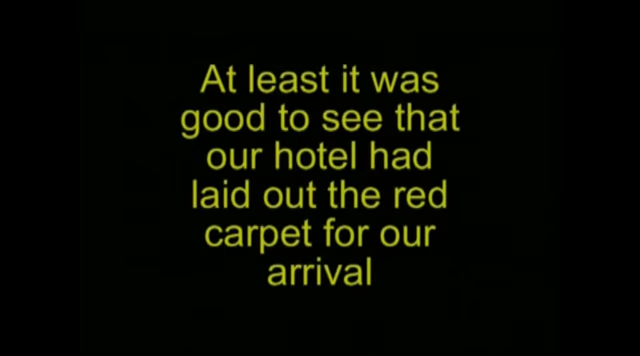 At least it was
good to see that
our hotel had
laid out the red
carpet for our
arrival